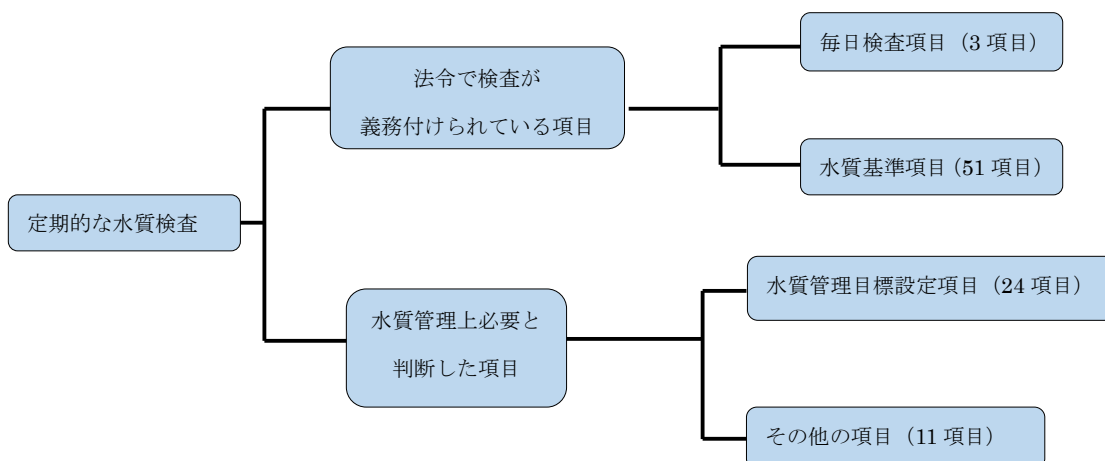 定期的な水質検査
法令で検査が
義務付けられている項目
毎日検査項目（3 項目）
水質基準項目（51 項目）
水質管理上必要と
判断した項目
水質管理目標設定項目（24 項目）
その他の項目（11 項目）